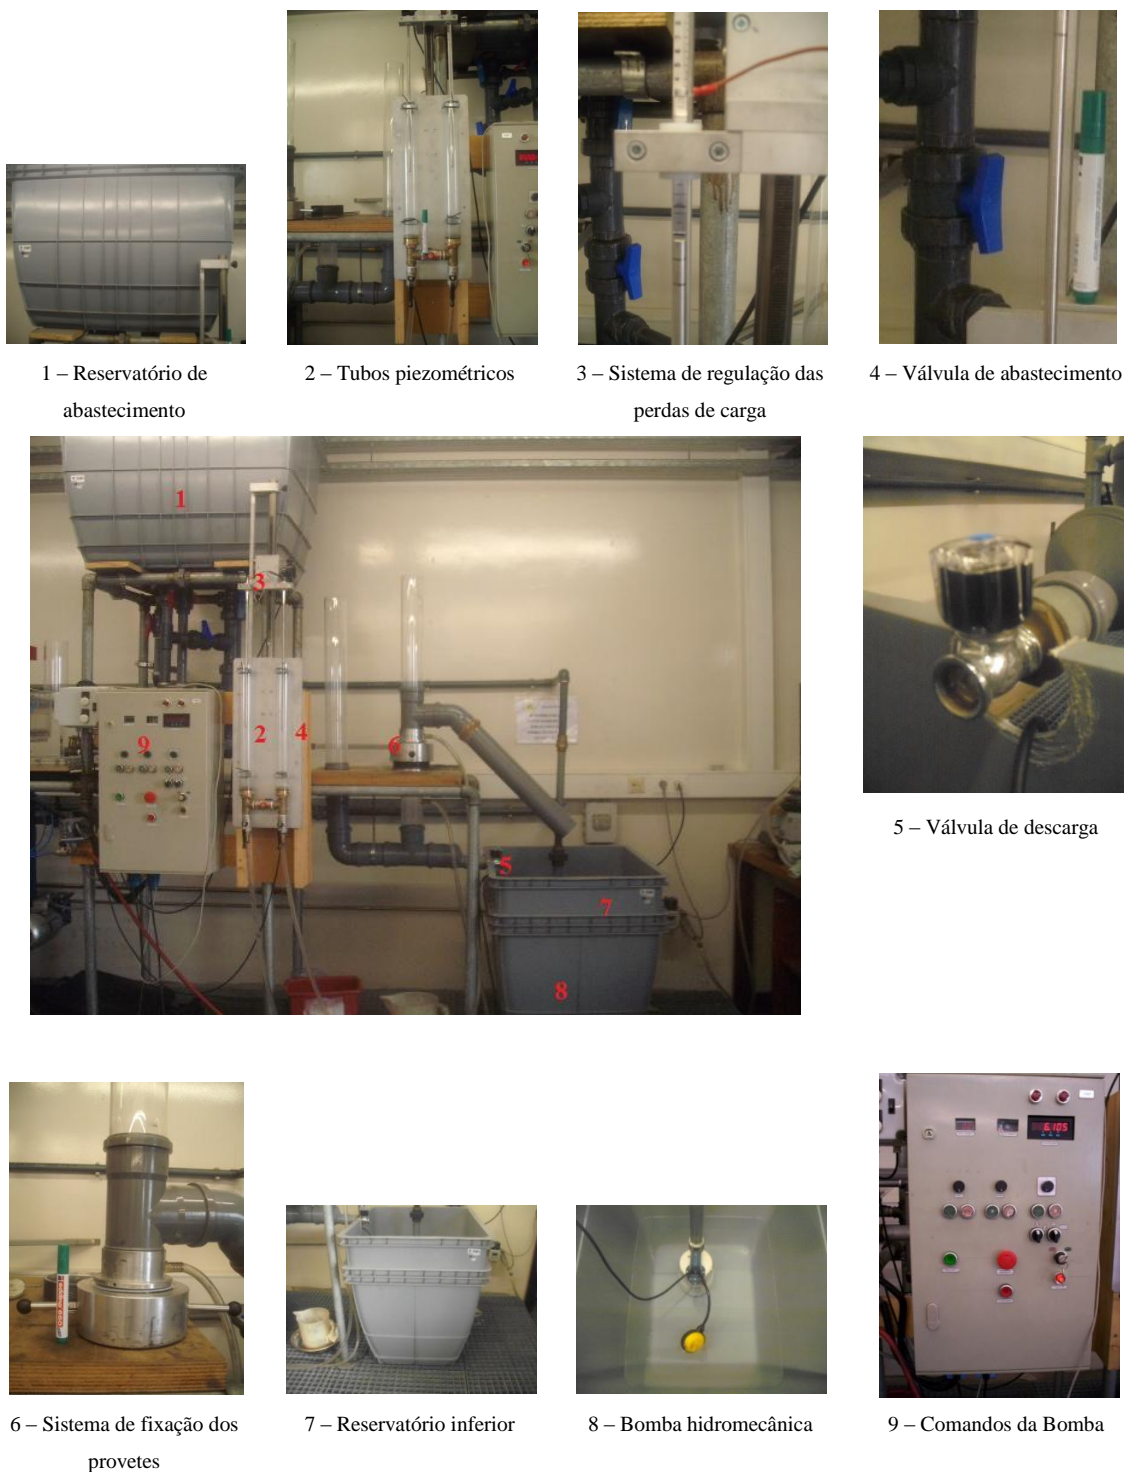 1 – Reservatório de
abastecimento
2 – Tubos piezométricos
3 – Sistema de regulação das
perdas de carga
4 – Válvula de abastecimento
1
3
2
4
9
6
5
7
8
5 – Válvula de descarga
6.105
6 – Sistema de fixação dos
provetes
7 – Reservatório inferior
8 – Bomba hidromecânica
9 – Comandos da Bomba